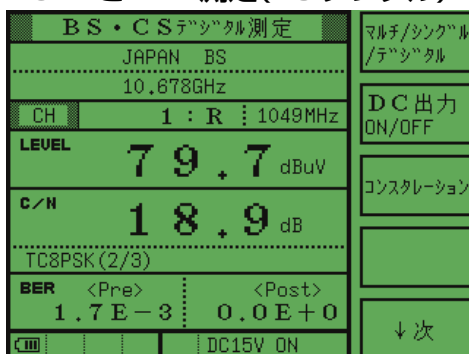 BS・CSデジタル測定
JAPAN BS
10.678GHz
CH 1:R 1049MHz
LEVEL 79.7 dBuV
C/N 18.9 dB
TC8PSK(2/3)
BER <Pre> <Post>
1.7E-3 0.0E+0
DC15V ON
マルチ/シングル
/デジタル
DC出力
ON/OFF
コンスタレーション
↓次